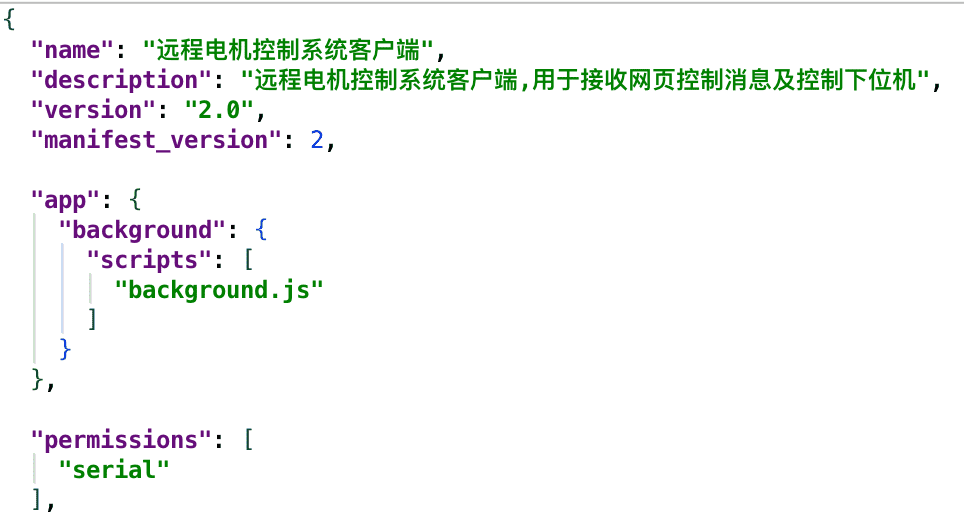 {
"name": "远程电机控制系统客户端",
"description": "远程电机控制系统客户端,用于接收网页控制消息及控制下位机",
"version": "2.0",
"manifest_version": 2,
"app": {
"background": {
"scripts": [
"background.js"
]
}
},
"permissions": [
"serial"
],